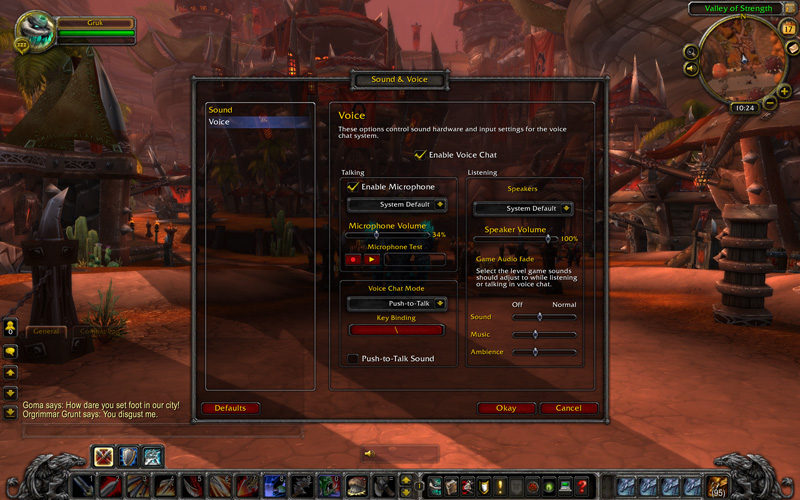 Gruk
Valley of Strength
17
10:24
Sound & Voice
Sound
Voice
Voice
These options control sound hardware and input settings for the voice
chat system.
Enable Voice Chat
Talking
Enable Microphone
System Default
Microphone Volume
34%
Microphone Test
Voice Chat Mode
Push-to-Talk
Key Binding
\
Push-to-Talk Sound
Listening
Speakers
System Default
Speaker Volume
100%
Game Audio Fade
Select the level game sounds
should adjust to while listening
or talking in voice chat.
Off Normal
Sound
Music
Ambience
Defaults
Okay
Cancel
0
General
Goma says: How dare you set foot in our city!
Orgrimmar Grunt says: You disgust me.
(95)